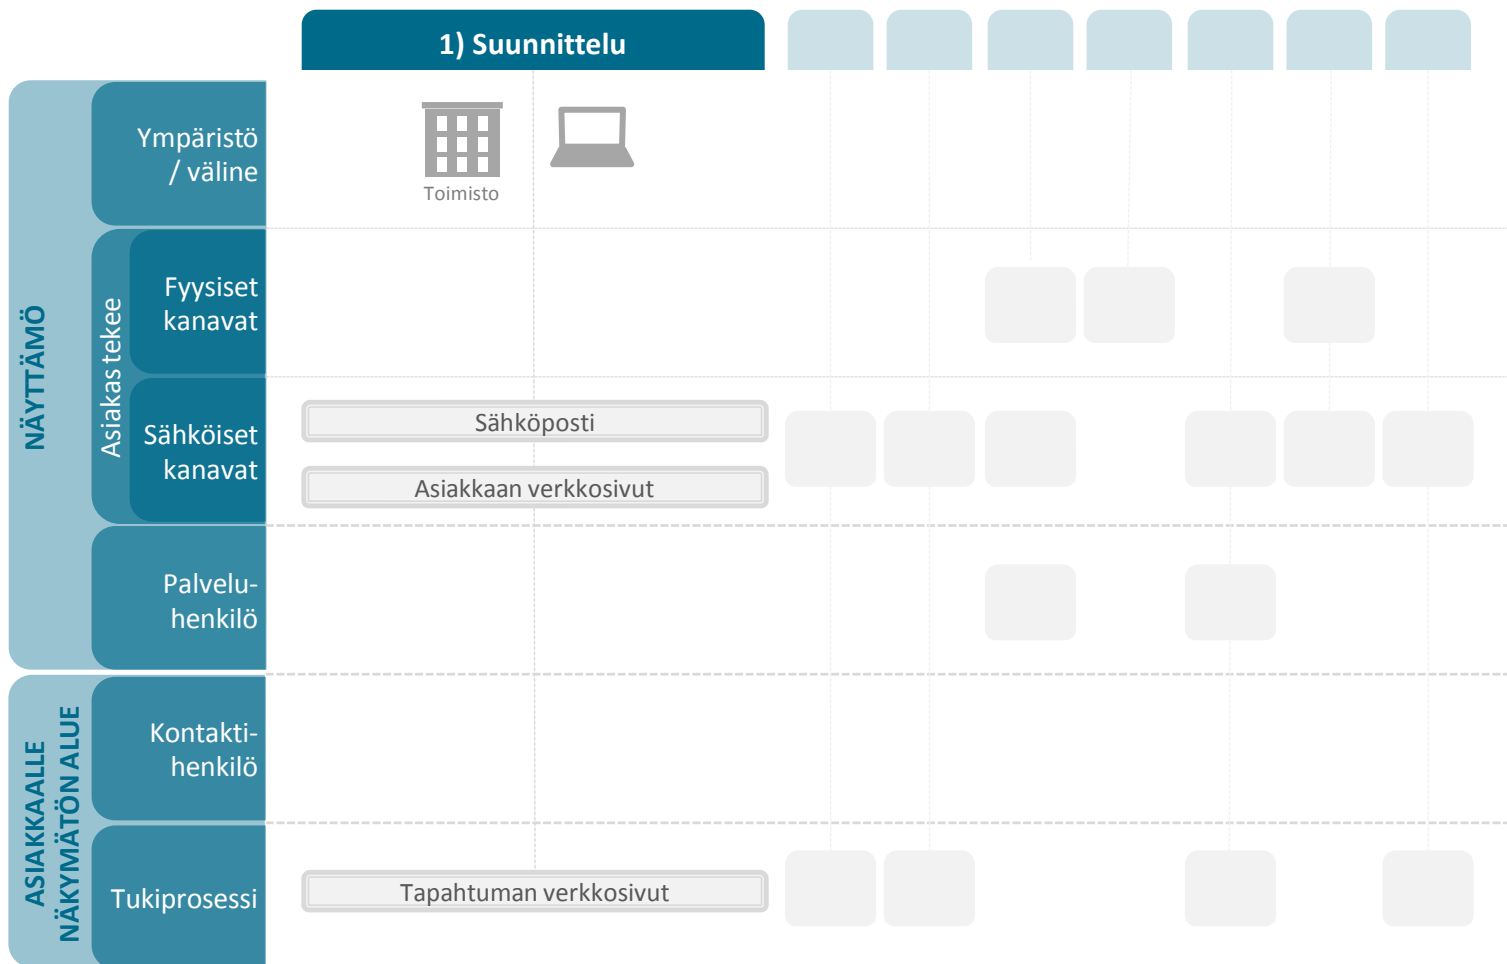 1) Suunnittelu
NÄYTTÄMÖ
Ympäristö
/ väline
Toimisto
Asiakas tekee
Fyysiset
kanavat
Sähköiset
kanavat
Sähköposti
Asiakkaan verkkosivut
Palvelu-
henkilö
ASIAKKAALLE
NÄKYMÄTÖN ALUE
Kontakti-
henkilö
Tukiprosessi
Tapahtuman verkkosivut